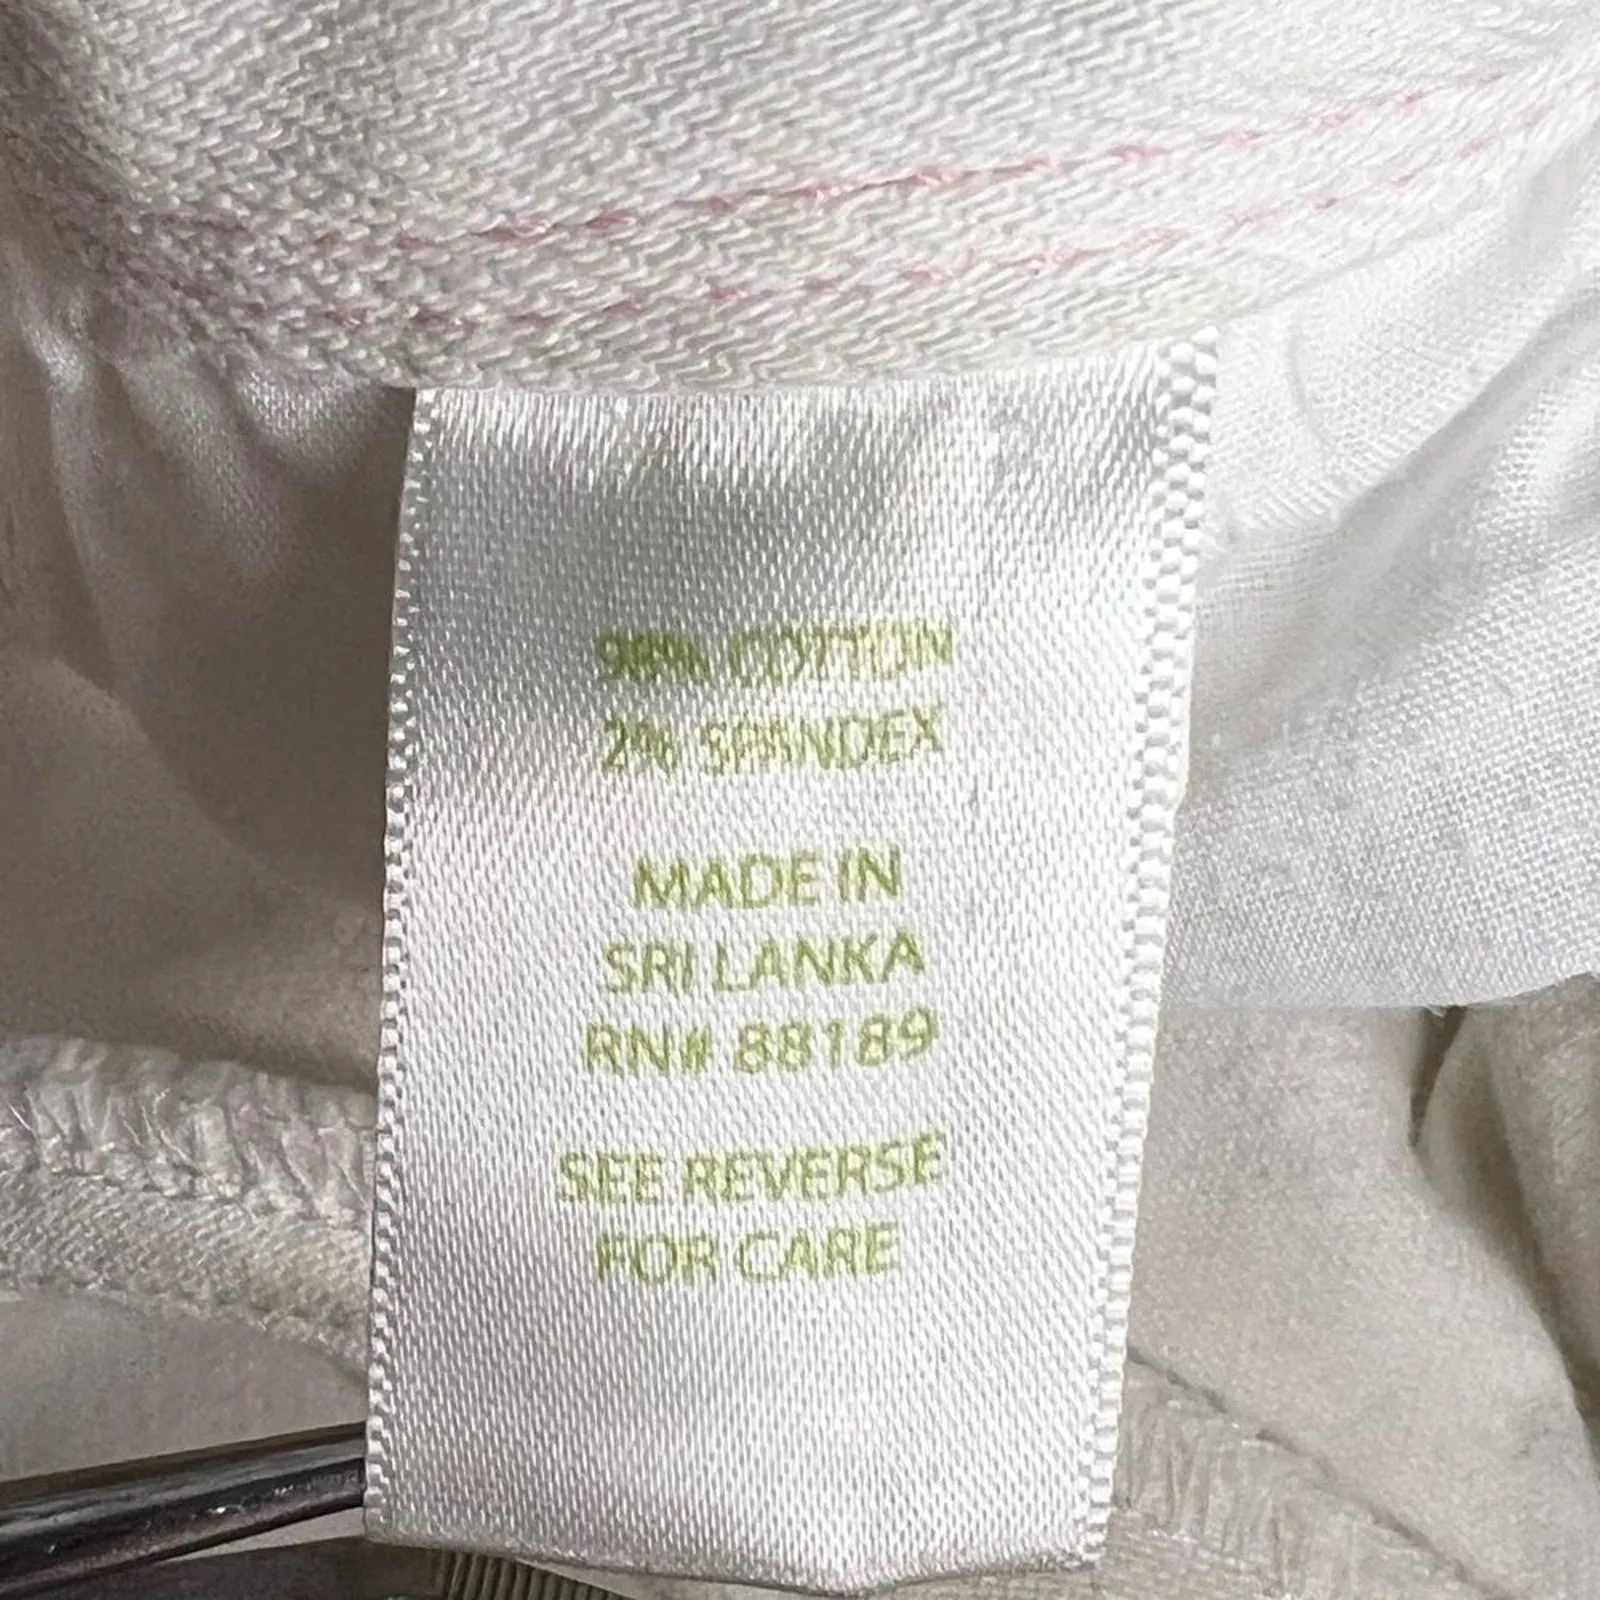 98% COTTON
2% SPANDEX
MADE IN
SRI LANKA
RN# 88189
SEE REVERSE
FOR CARE